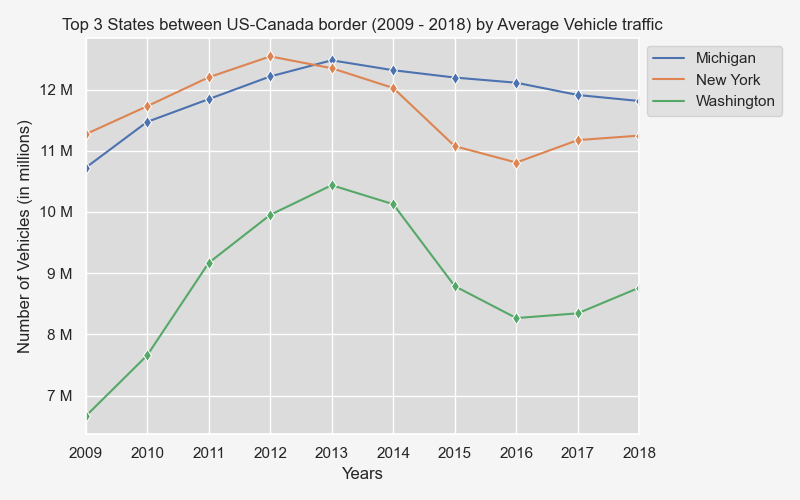 Top 3 States between US-Canada border (2009 - 2018) by Average Vehicle traffic
Michigan
New York
Washington
Number of Vehicles (in millions)
12 M
11 M
10 M
9 M
8 M
7 M
2009 2010 2011 2012 2013 2014 2015 2016 2017 2018
Years